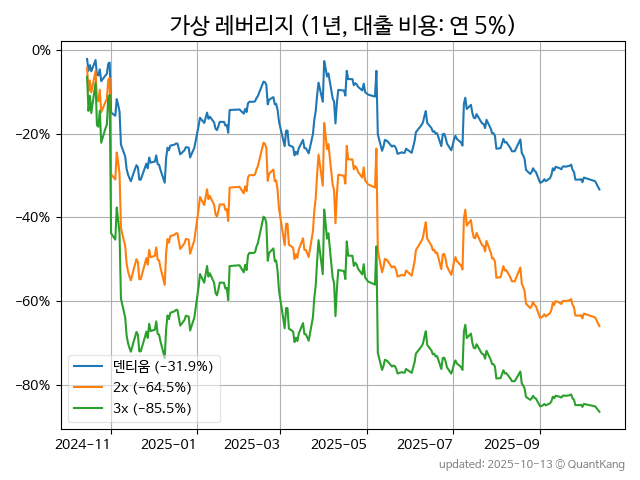 가상 레버리지 (1년, 대출 비용: 연 5%)
0%
−20%
−40%
−60%
−80%
덴티움 (−31.9%)
2x (−64.5%)
3x (−85.5%)
2024-11 2025-01 2025-03 2025-05 2025-07 2025-09
updated: 2025-10-13 © QuantKang